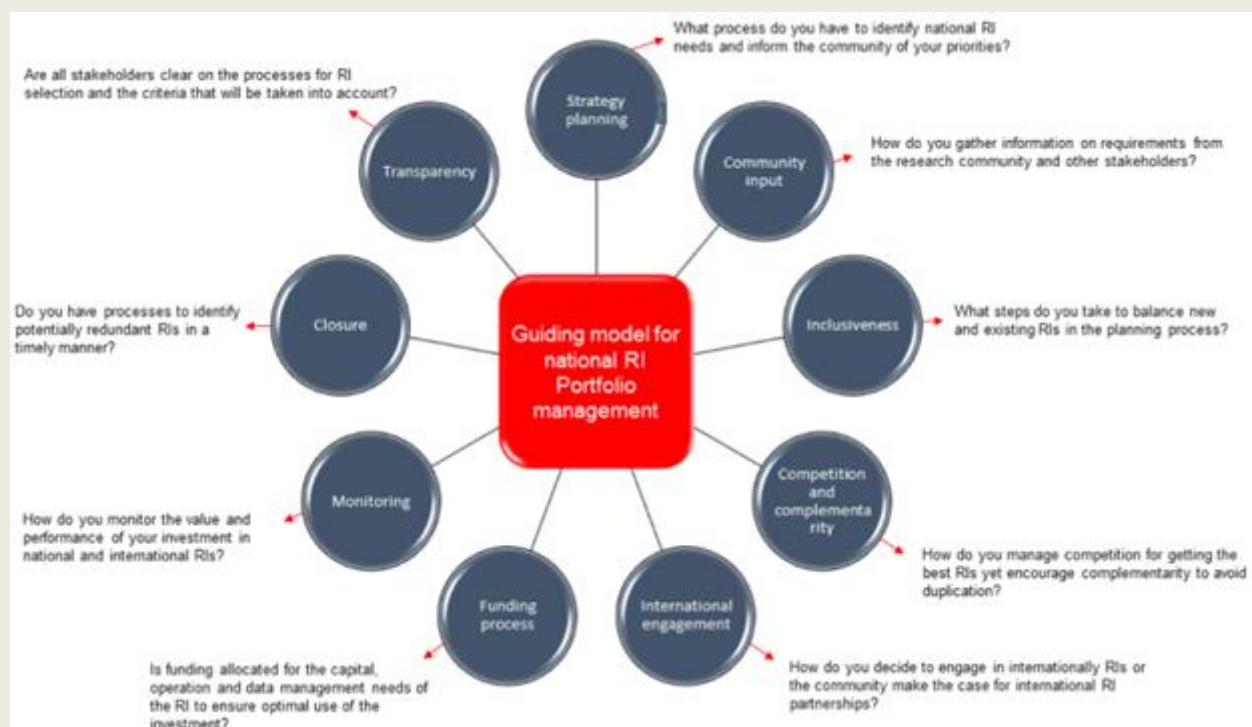 What process do you have to identify national RI
needs and inform the community of your priorities?
Strategy
planning
How do you gather information on requirements from
the research community and other stakeholders?
Community
input
What steps do you take to balance new
and existing RIs in the planning process?
Inclusiveness
Competition
and
complementa
rity
How do you manage competition for getting the
best RIs yet encourage complementarity to avoid
duplication?
International
engagement
How do you decide to engage in internationally RIs or
the community make the case for international RI
partnerships?
Funding
process
Is funding allocated for the capital,
operation and data management needs of
the RI to ensure optimal use of the
investment?
Monitoring
How do you monitor the value and
performance of your investment in
national and international RIs?
Closure
Do you have processes to identify
potentially redundant RIs in a
timely manner?
Transparency
Are all stakeholders clear on the processes for RI
selection and the criteria that will be taken into account?
Guiding model for
national RI
Portfolio
management